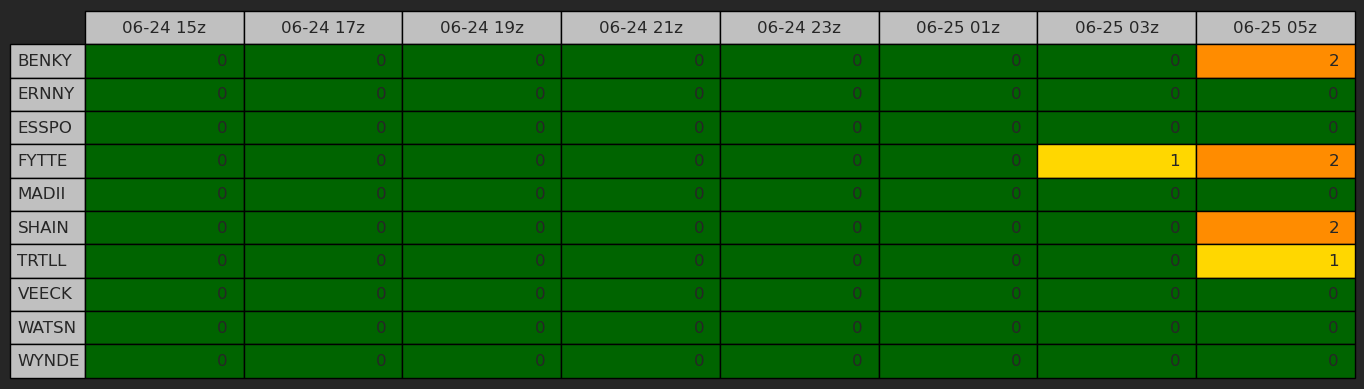 06-24 15z 06-24 17z 06-24 19z 06-24 21z 06-24 23z 06-25 01z 06-25 03z 06-25 05z
BENKY 0 0 0 0 0 0 0 2
ERNNY 0 0 0 0 0 0 0 0
ESSPO 0 0 0 0 0 0 0 0
FYTTE 0 0 0 0 0 0 1 2
MADII 0 0 0 0 0 0 0 0
SHAIN 0 0 0 0 0 0 0 2
TRTLL 0 0 0 0 0 0 0 1
VEECK 0 0 0 0 0 0 0 0
WATSN 0 0 0 0 0 0 0 0
WYNDE 0 0 0 0 0 0 0 0